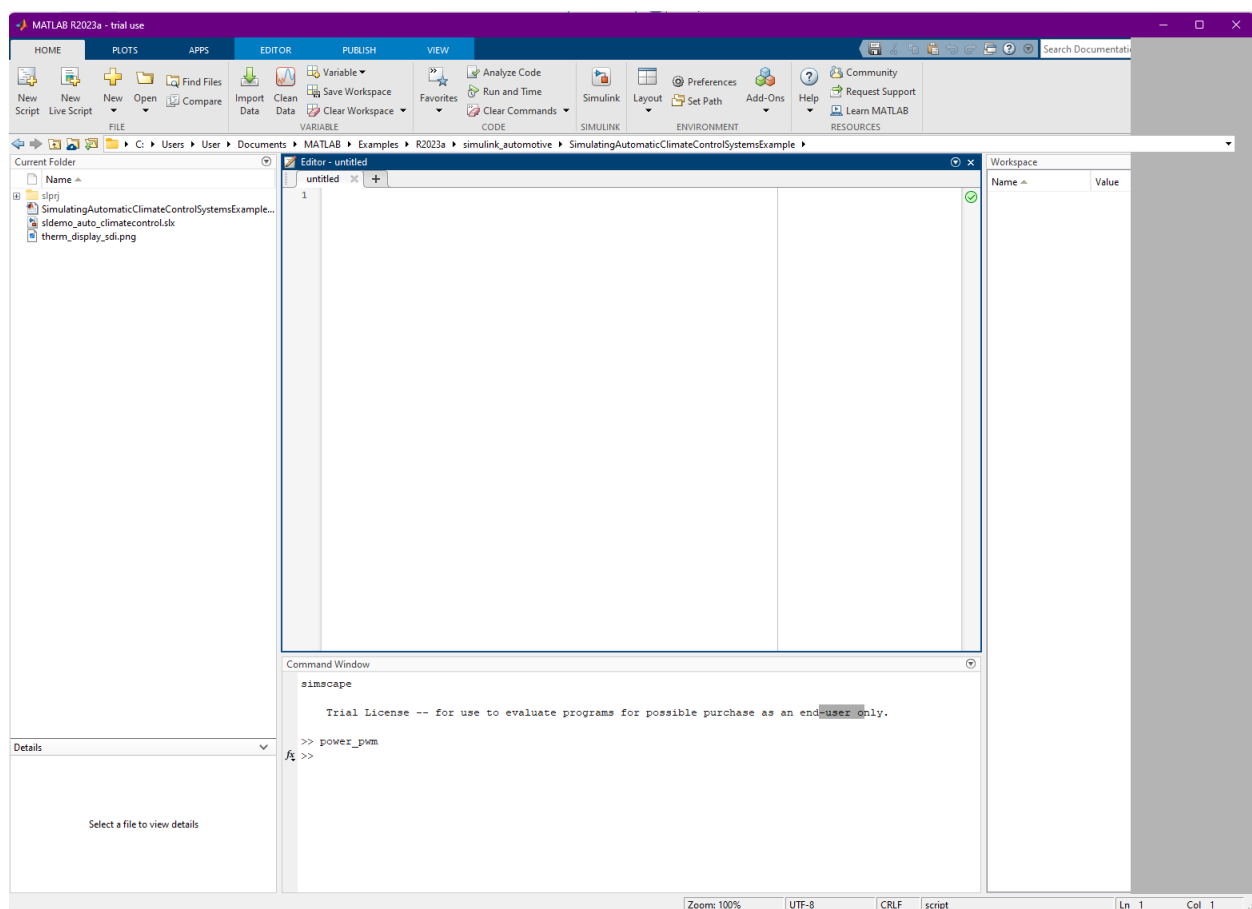 MATLAB R2023a - trial use
HOME PLOTS APPS EDITOR PUBLISH VIEW
Search Documentati
New Script
New Live Script
New
Open
Find Files
Compare
Import Data
Clean Data
Variable
Save Workspace
Clear Workspace
Favorites
Analyze Code
Run and Time
Clear Commands
Simulink
Layout
Preferences
Set Path
Add-Ons
Help
Community
Request Support
Learn MATLAB
FILE VARIABLE CODE SIMULINK ENVIRONMENT RESOURCES
C: Users User Documents MATLAB Examples R2023a simulink_automotive SimulatingAutomaticClimateControlSystemsExample
Current Folder
Name
slprj
SimulatingAutomaticClimateControlSystemsExample...
sldemo_auto_climatecontrol.slx
therm_display_sdi.png
Details
Select a file to view details
Editor - untitled
untitled
1
Command Window
simscape
Trial License -- for use to evaluate programs for possible purchase as an end-user only.
>> power_pwm
fx >>
Workspace
Name Value
Zoom: 100% UTF-8 CRLF script Ln 1 Col 1